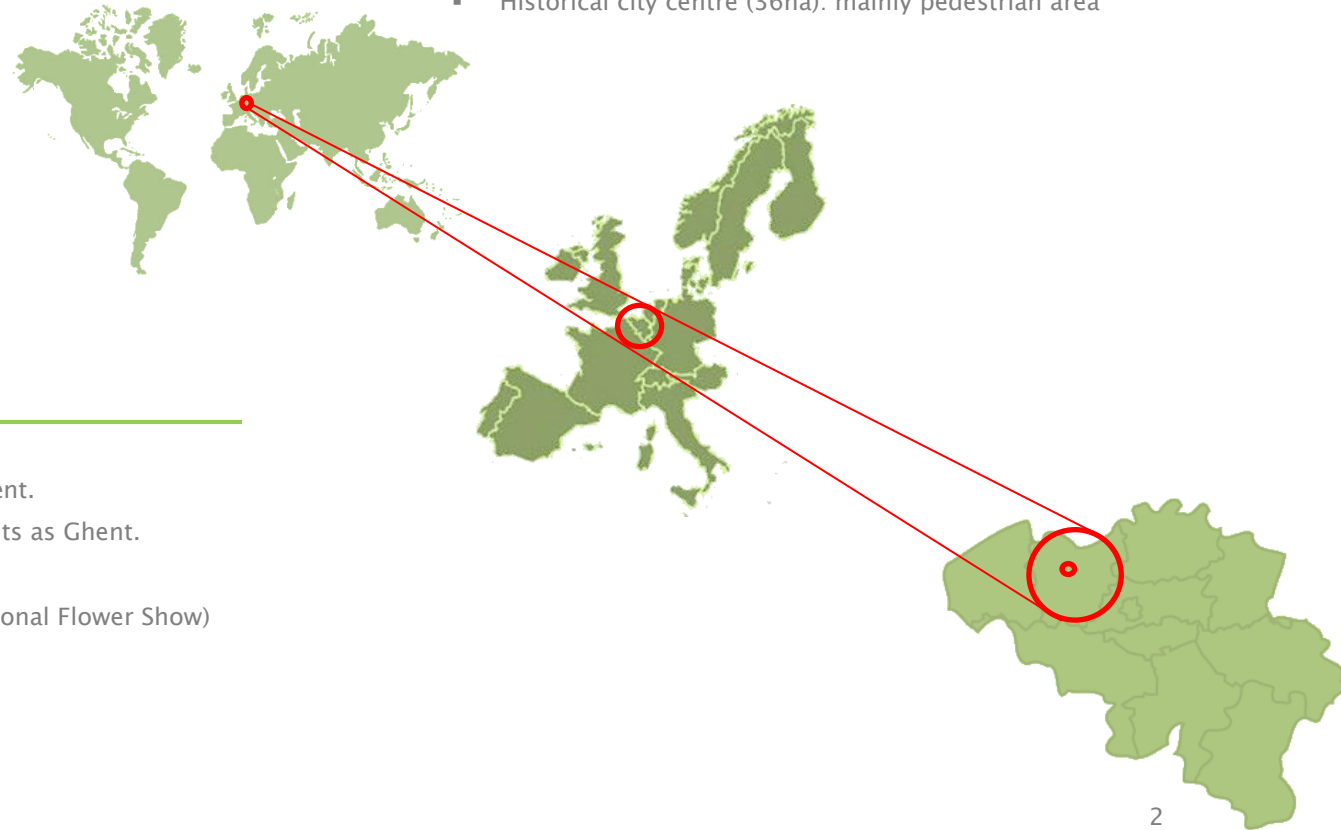 ▪ Historical city centre (36ha): mainly pedestrian area
ent.
ts as Ghent.
onal Flower Show)
2